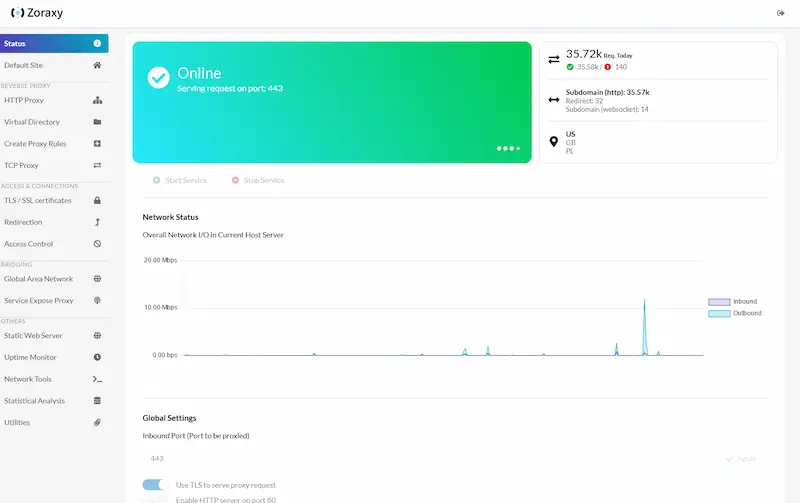 Zoraxy
Status
Default Site
REVERSE PROXY
HTTP Proxy
Virtual Directory
Create Proxy Rules
TCP Proxy
ACCESS & CONNECTIONS
TLS / SSL certificates
Redirection
Access Control
BRIDGING
Global Area Network
Service Expose Proxy
OTHERS
Static Web Server
Uptime Monitor
Network Tools
Statistical Analysis
Utilities
Online
Serving request on port: 443
35.72k Req. Today
35.58k / 140
Subdomain (http): 35.57k
Redirect: 32
Subdomain (websocket): 14
US
GB
PL
Start Service Stop Service
Network Status
Overall Network I/O in Current Host Server
20.00 Mbps
10.00 Mbps
0.00 bps
Inbound
Outbound
Global Settings
Inbound Port (Port to be proxied)
443
Apply
Use TLS to serve proxy request
Enable HTTP server on port 80